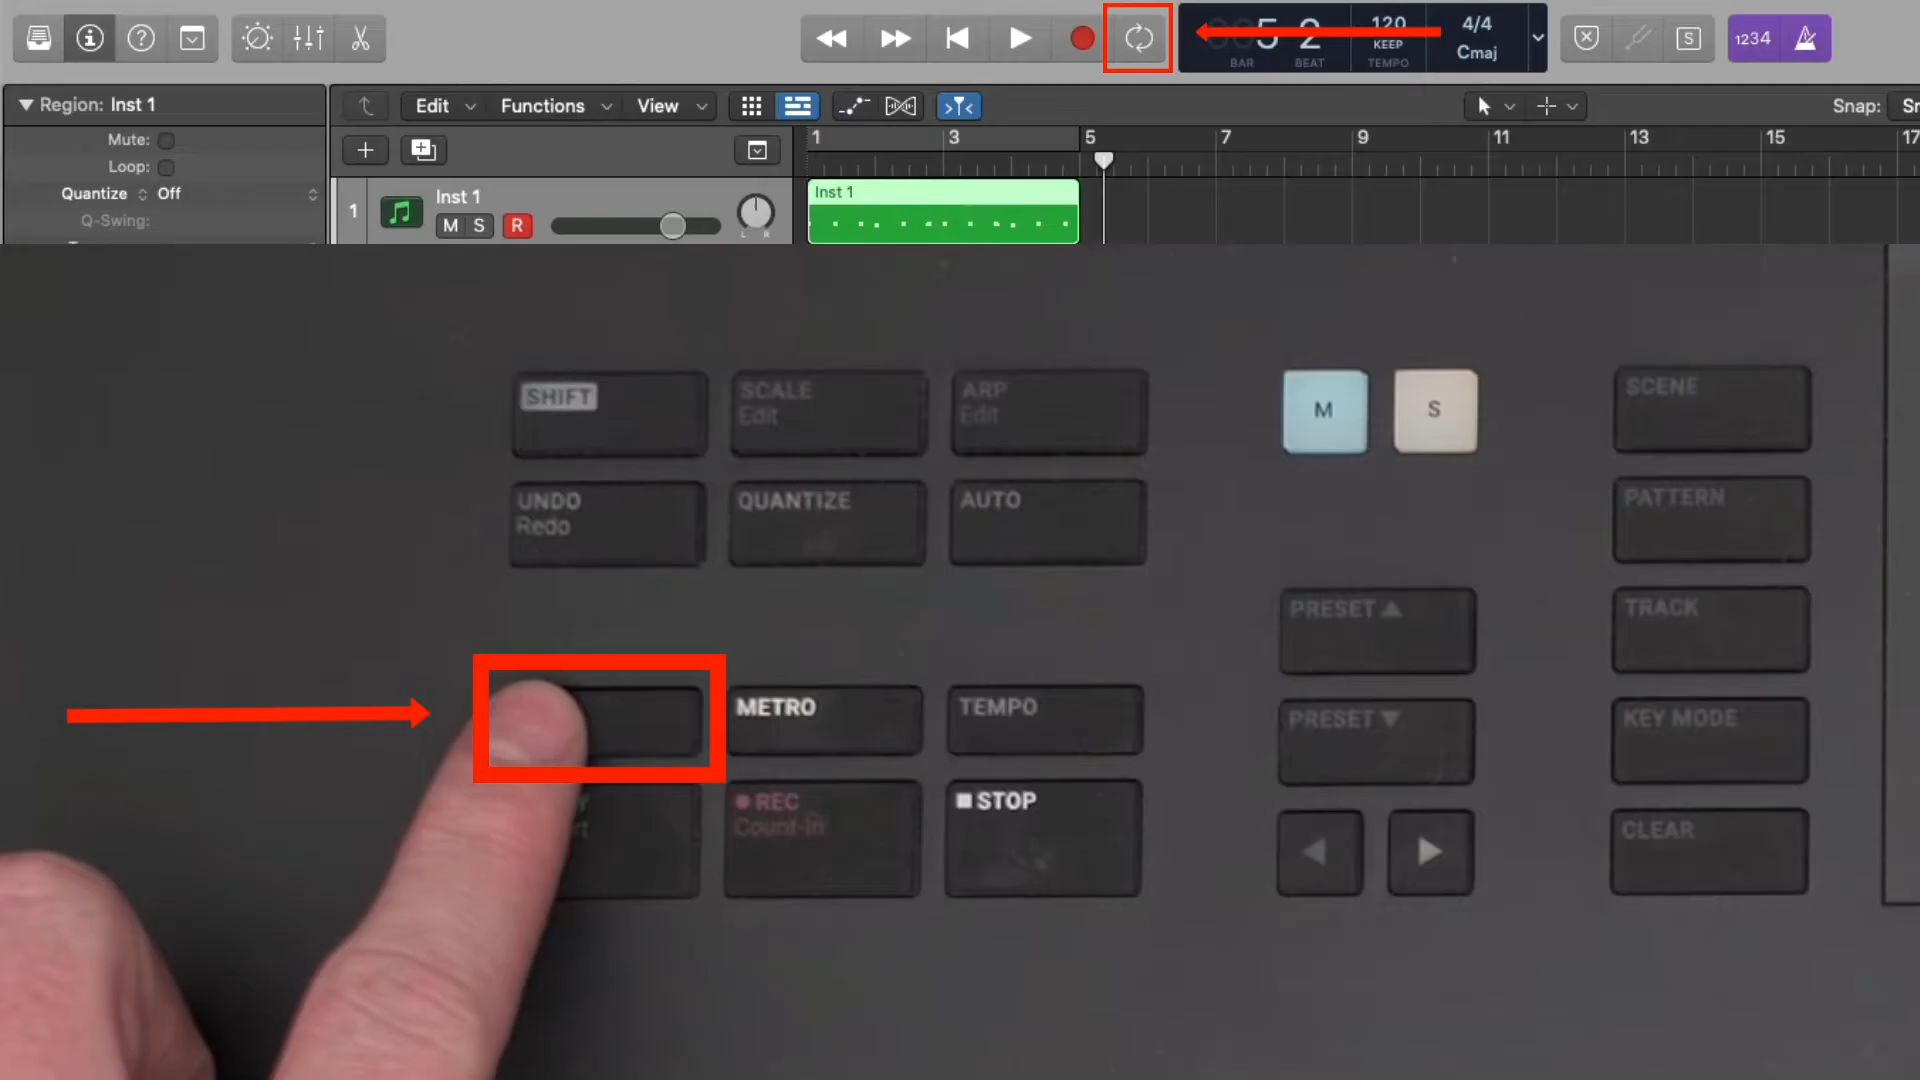 1234
5 2
BAR
BEAT
120
KEEP
TEMPO
4/4
Cmaj
S
Region: Inst 1
Mute:
Loop:
Quantize Off
Q-Swing:
Edit
Functions
View
Snap:
1
3
5
7
9
11
13
15
17
1
Inst 1
M S R
L R
Inst 1
SHIFT
SCALE
Edit
ARP
Edit
M
S
SCENE
UNDO
Redo
QUANTIZE
AUTO
PATTERN
PRESET
TRACK
METRO
TEMPO
PRESET
KEY MODE
REC
Count-In
STOP
CLEAR